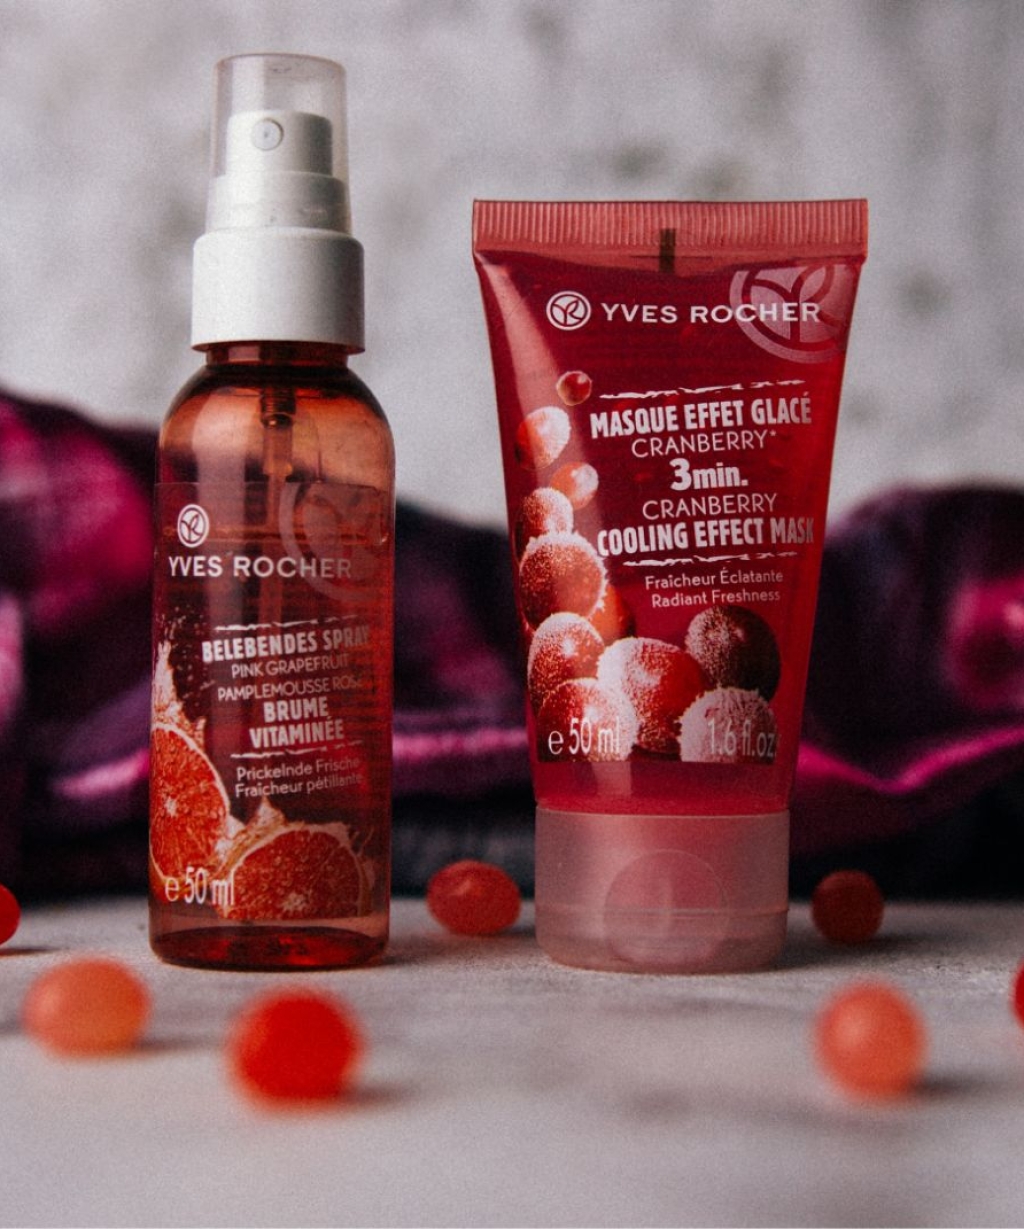 YVES ROCHER
BELEBENDES SPRAY
PINK GRAPEFRUIT
PAMPLEMOUSSE ROSE
BRUME
VITAMINÉE
Prickelnde Frische
Fraîcheur pétillante
e 50 ml
YVES ROCHER
MASQUE EFFET GLACÉ
CRANBERRY*
3min.
CRANBERRY
COOLING EFFECT MASK
Fraîcheur Éclatante
Radiant Freshness
e 50 ml 1.6 fl.oz